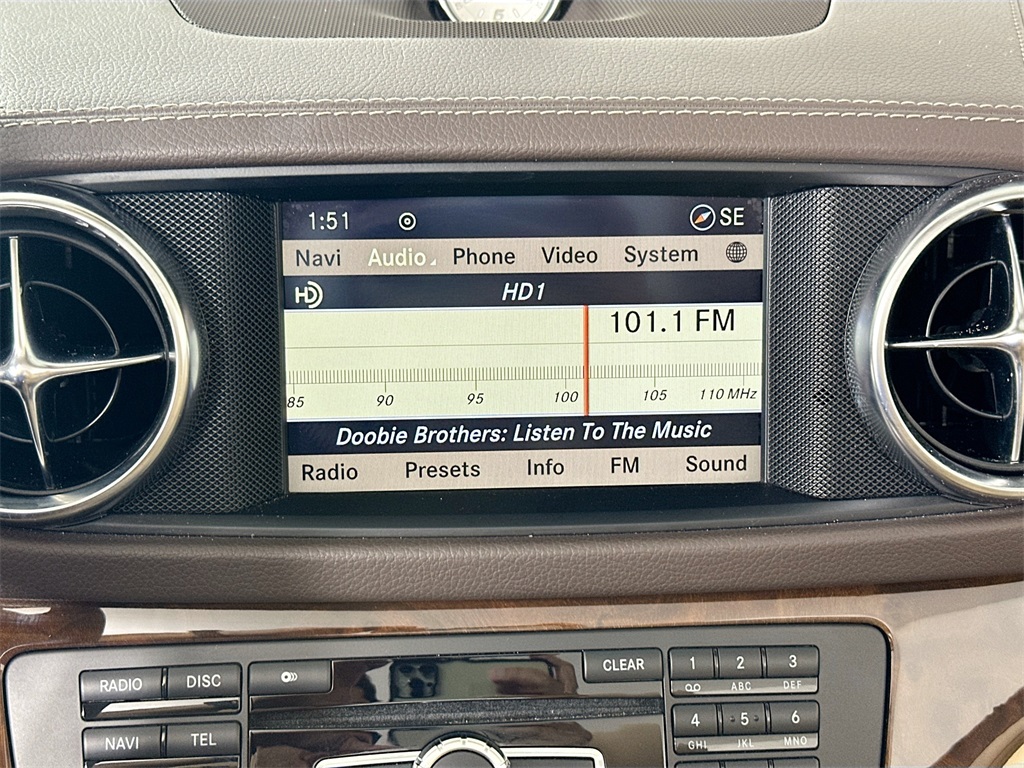 1:51 SE
Navi Audio Phone Video System
HD HD1
101.1 FM
85 90 95 100 105 110 MHz
Doobie Brothers: Listen To The Music
Radio Presets Info FM Sound
RADIO DISC CLEAR 1 2 3
ABC DEF
NAVI TEL 4 5 6
GHI JKL MNO